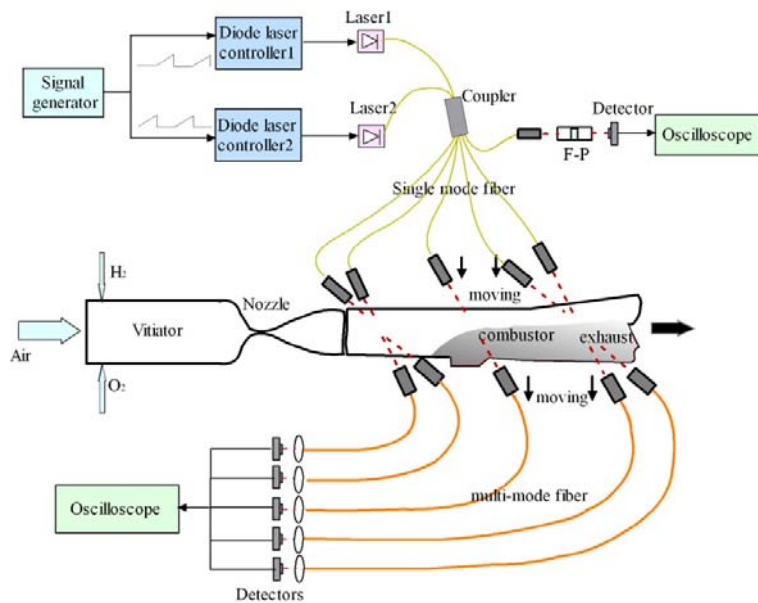 Laser1
Diode laser
controller1
Signal
generator
Laser2
Coupler
Detector
Diode laser
controller2
F-P
Oscilloscope
Single mode fiber
H2
moving
Nozzle
Vitiator
combustor
exhaust
Air
O2
moving
Oscilloscope
multi-mode fiber
Detectors